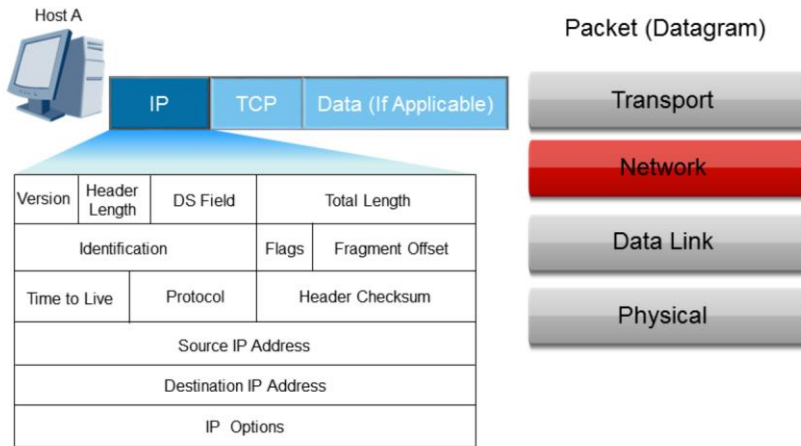 Host A
Packet (Datagram)
IP TCP Data (If Applicable)
Transport
Network
Data Link
Physical
Version Header Length DS Field Total Length
Identification Flags Fragment Offset
Time to Live Protocol Header Checksum
Source IP Address
Destination IP Address
IP Options